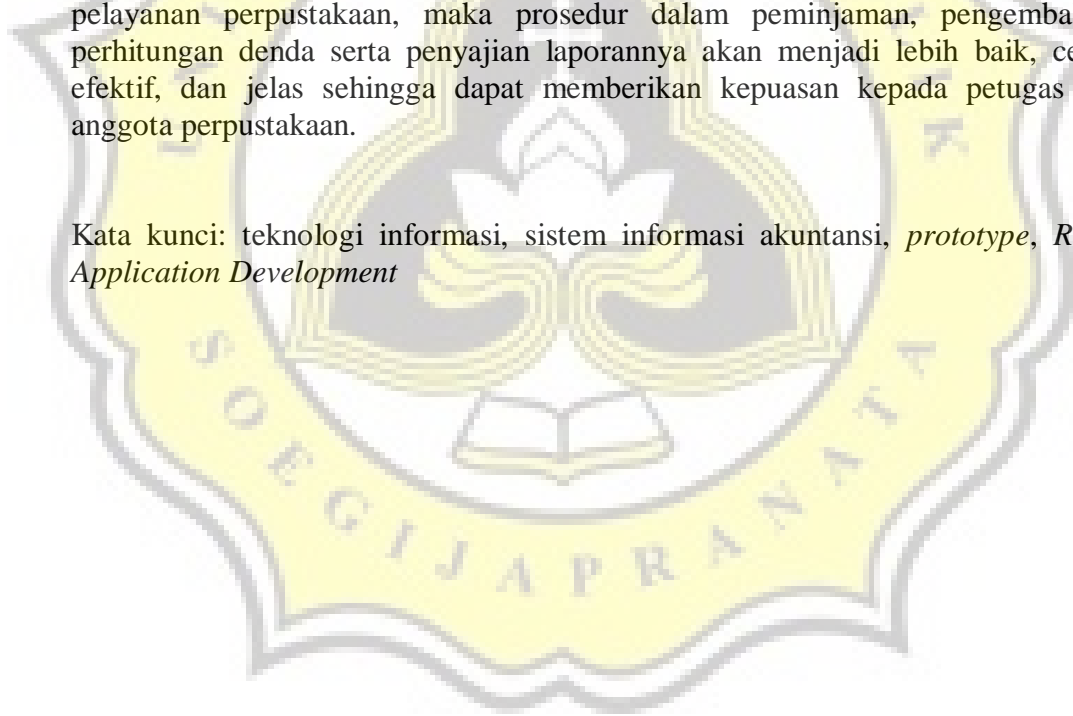 pelayanan perpustakaan, maka prosedur dalam peminjaman, pengemba
perhitungan denda serta penyajian laporannya akan menjadi lebih baik, ce
efektif, dan jelas sehingga dapat memberikan kepuasan kepada petugas
anggota perpustakaan.
Kata kunci: teknologi informasi, sistem informasi akuntansi, prototype, R
Application Development
SOEGIJAPRANATA